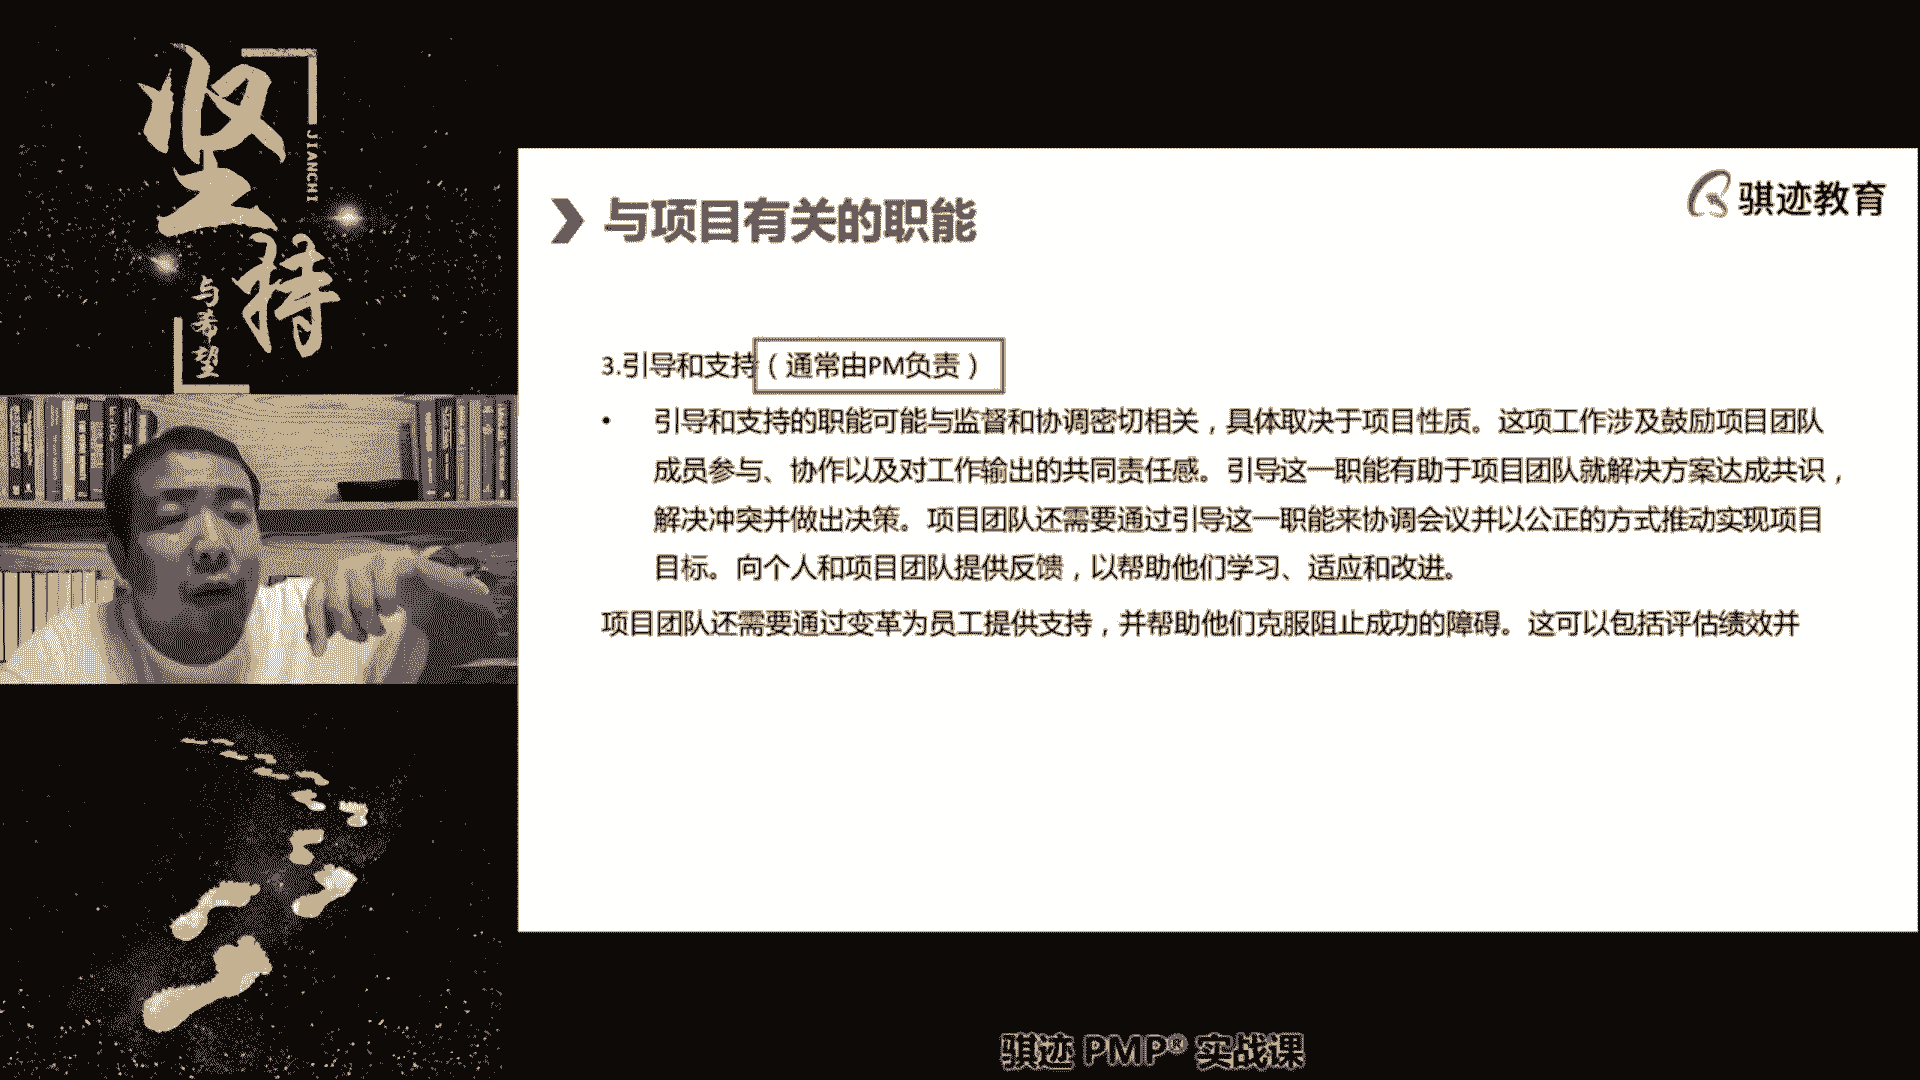 坚持
JIANCHI
与希望
骐迹教育
与项目有关的职能
3.引导和支持（通常由PM负责）
• 引导和支持的职能可能与监督和协调密切相关，具体取决于项目性质。这项工作涉及鼓励项目团队
成员参与、协作以及对工作输出的共同责任感。引导这一职能有助于项目团队就解决方案达成共识，
解决冲突并做出决策。项目团队还需要通过引导这一职能来协调会议并以公正的方式推动实现项目
目标。向个人和项目团队提供反馈，以帮助他们学习、适应和改进。
项目团队还需要通过变革为员工提供支持，并帮助他们克服阻止成功的障碍。这可以包括评估绩效并
骐迹 PMP® 实战课